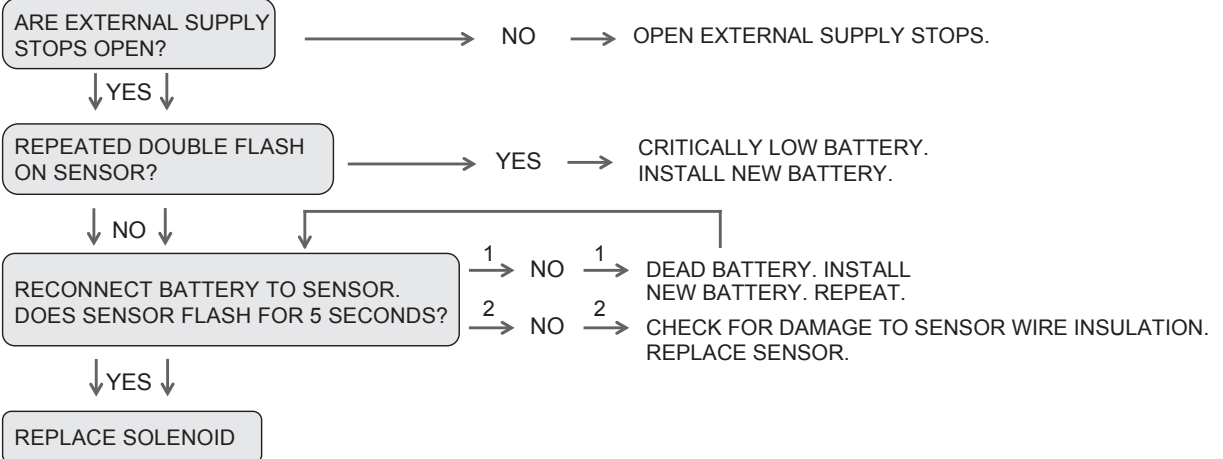 ARE EXTERNAL SUPPLY
STOPS OPEN?
NO
OPEN EXTERNAL SUPPLY STOPS.
YES
REPEATED DOUBLE FLASH
ON SENSOR?
YES
CRITICALLY LOW BATTERY.
INSTALL NEW BATTERY.
NO
RECONNECT BATTERY TO SENSOR.
DOES SENSOR FLASH FOR 5 SECONDS?
1
NO
1
DEAD BATTERY. INSTALL
NEW BATTERY. REPEAT.
2
NO
2
CHECK FOR DAMAGE TO SENSOR WIRE INSULATION.
REPLACE SENSOR.
YES
REPLACE SOLENOID